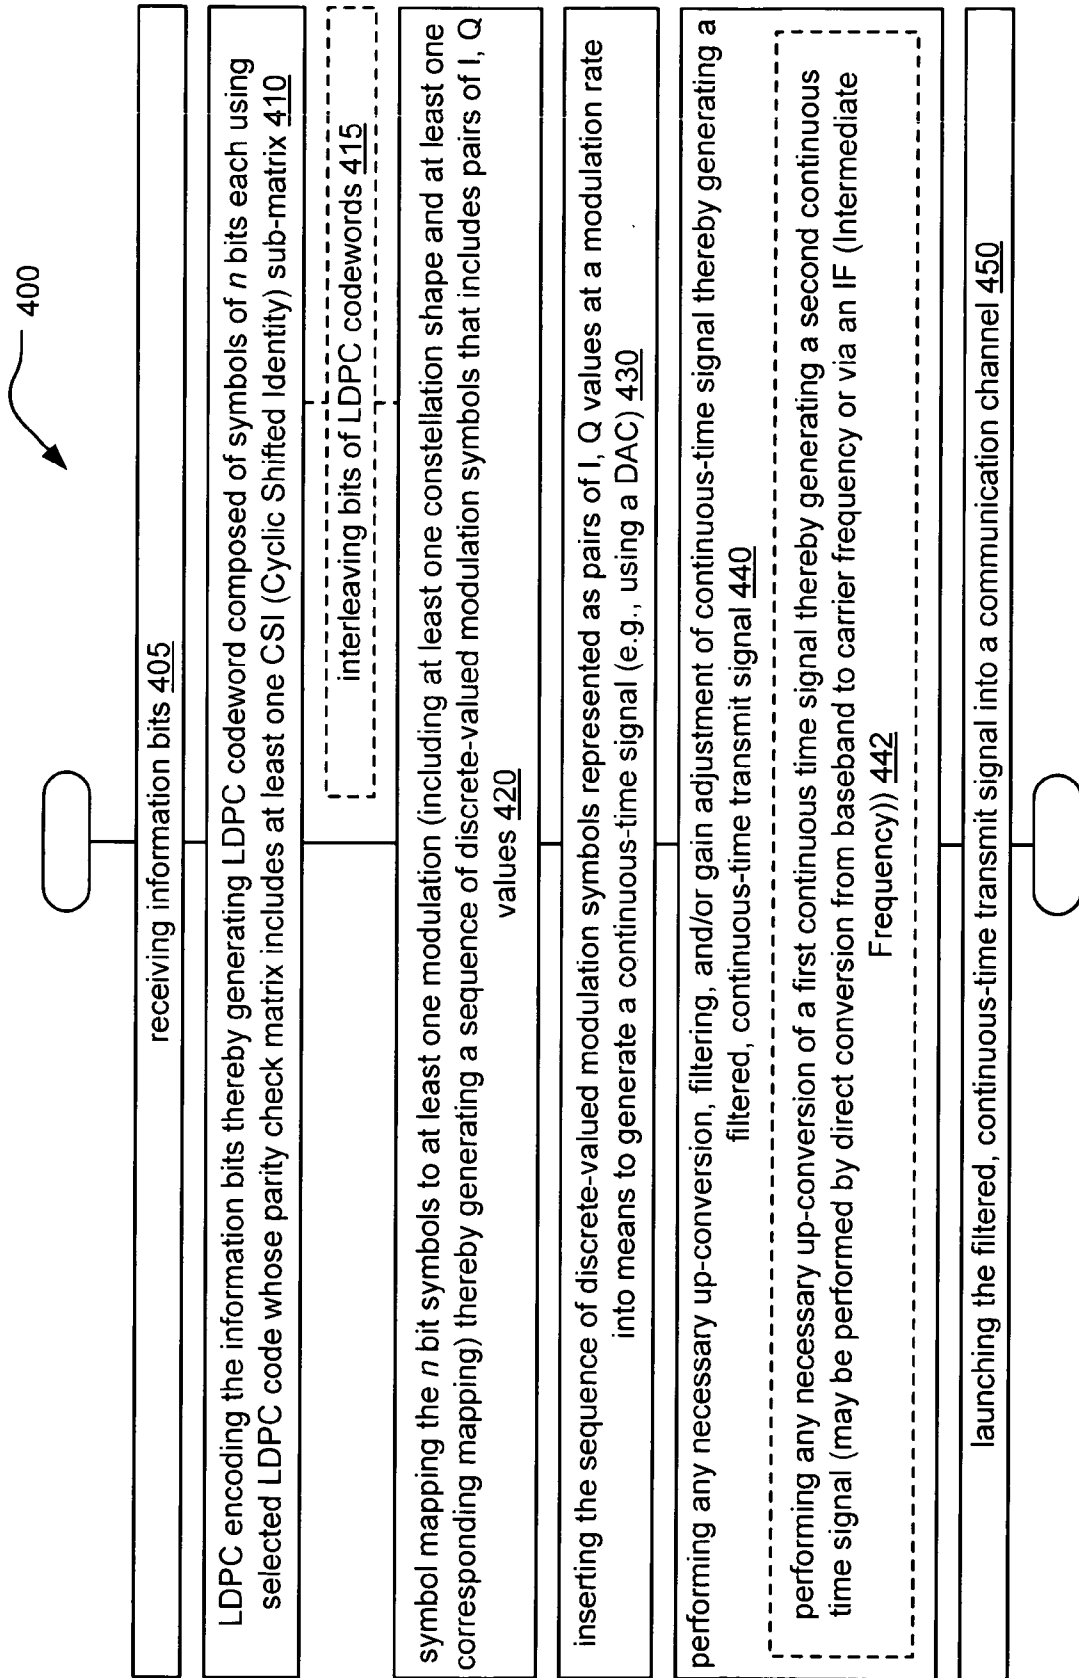 400
receiving information bits 405
LDPC encoding the information bits thereby generating LDPC codeword composed of symbols of n bits each using
selected LDPC code whose parity check matrix includes at least one CSI (Cyclic Shifted Identity) sub-matrix 410
interleaving bits of LDPC codewords 415
symbol mapping the n bit symbols to at least one modulation (including at least one constellation shape and at least one
corresponding mapping) thereby generating a sequence of discrete-valued modulation symbols that includes pairs of I, Q
values 420
inserting the sequence of discrete-valued modulation symbols represented as pairs of I, Q values at a modulation rate
into means to generate a continuous-time signal (e.g., using a DAC) 430
performing any necessary up-conversion, filtering, and/or gain adjustment of continuous-time signal thereby generating a
filtered, continuous-time transmit signal 440
performing any necessary up-conversion of a first continuous time signal thereby generating a second continuous
time signal (may be performed by direct conversion from baseband to carrier frequency or via an IF (Intermediate
Frequency)) 442
launching the filtered, continuous-time transmit signal into a communication channel 450